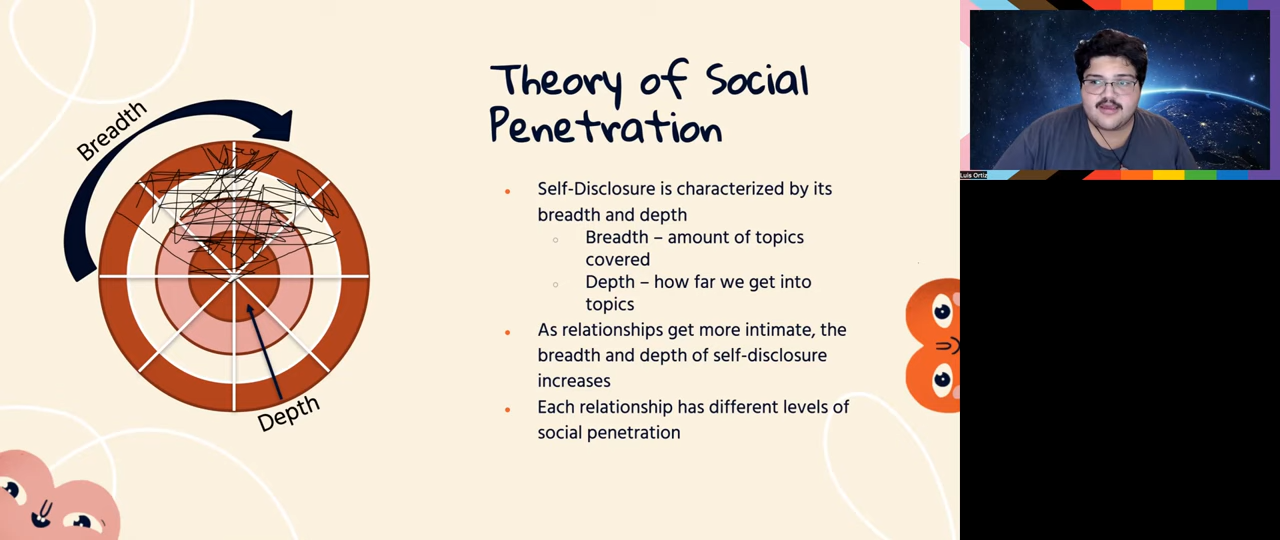 Theory of Social
Penetration
Breadth
Depth
• Self-Disclosure is characterized by its
breadth and depth
○ Breadth – amount of topics
covered
○ Depth – how far we get into
topics
• As relationships get more intimate, the
breadth and depth of self-disclosure
increases
• Each relationship has different levels of
social penetration
Luis Ortiz